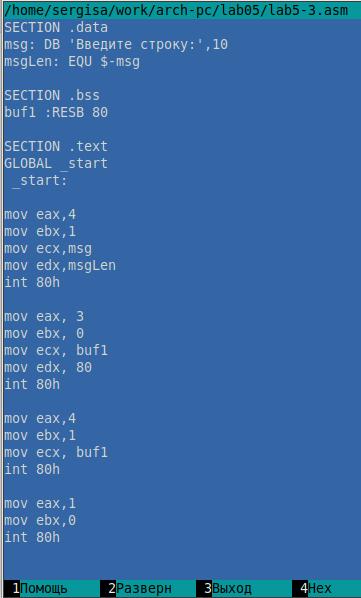 /home/sergisa/work/arch-pc/lab05/lab5-3.asm
SECTION .data
msg: DB 'Введите строку:',10
msgLen: EQU $-msg
SECTION .bss
buf1 :RESB 80
SECTION .text
GLOBAL _start
_start:
mov eax,4
mov ebx,1
mov ecx,msg
mov edx,msgLen
int 80h
mov eax, 3
mov ebx, 0
mov ecx, buf1
mov edx, 80
int 80h
mov eax,4
mov ebx,1
mov ecx, buf1
int 80h
mov eax,1
mov ebx,0
int 80h
1Помощь 2Разверн 3Выход 4Hex